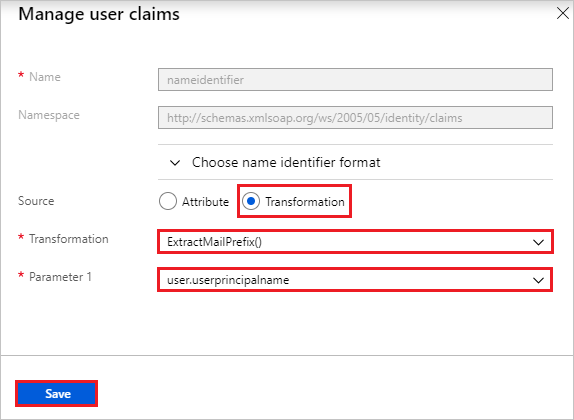 Manage user claims
* Name
nameidentifier
Namespace
http://schemas.xmlsoap.org/ws/2005/05/identity/claims
Choose name identifier format
Source Attribute Transformation
* Transformation
ExtractMailPrefix()
* Parameter 1
user.userprincipalname
Save